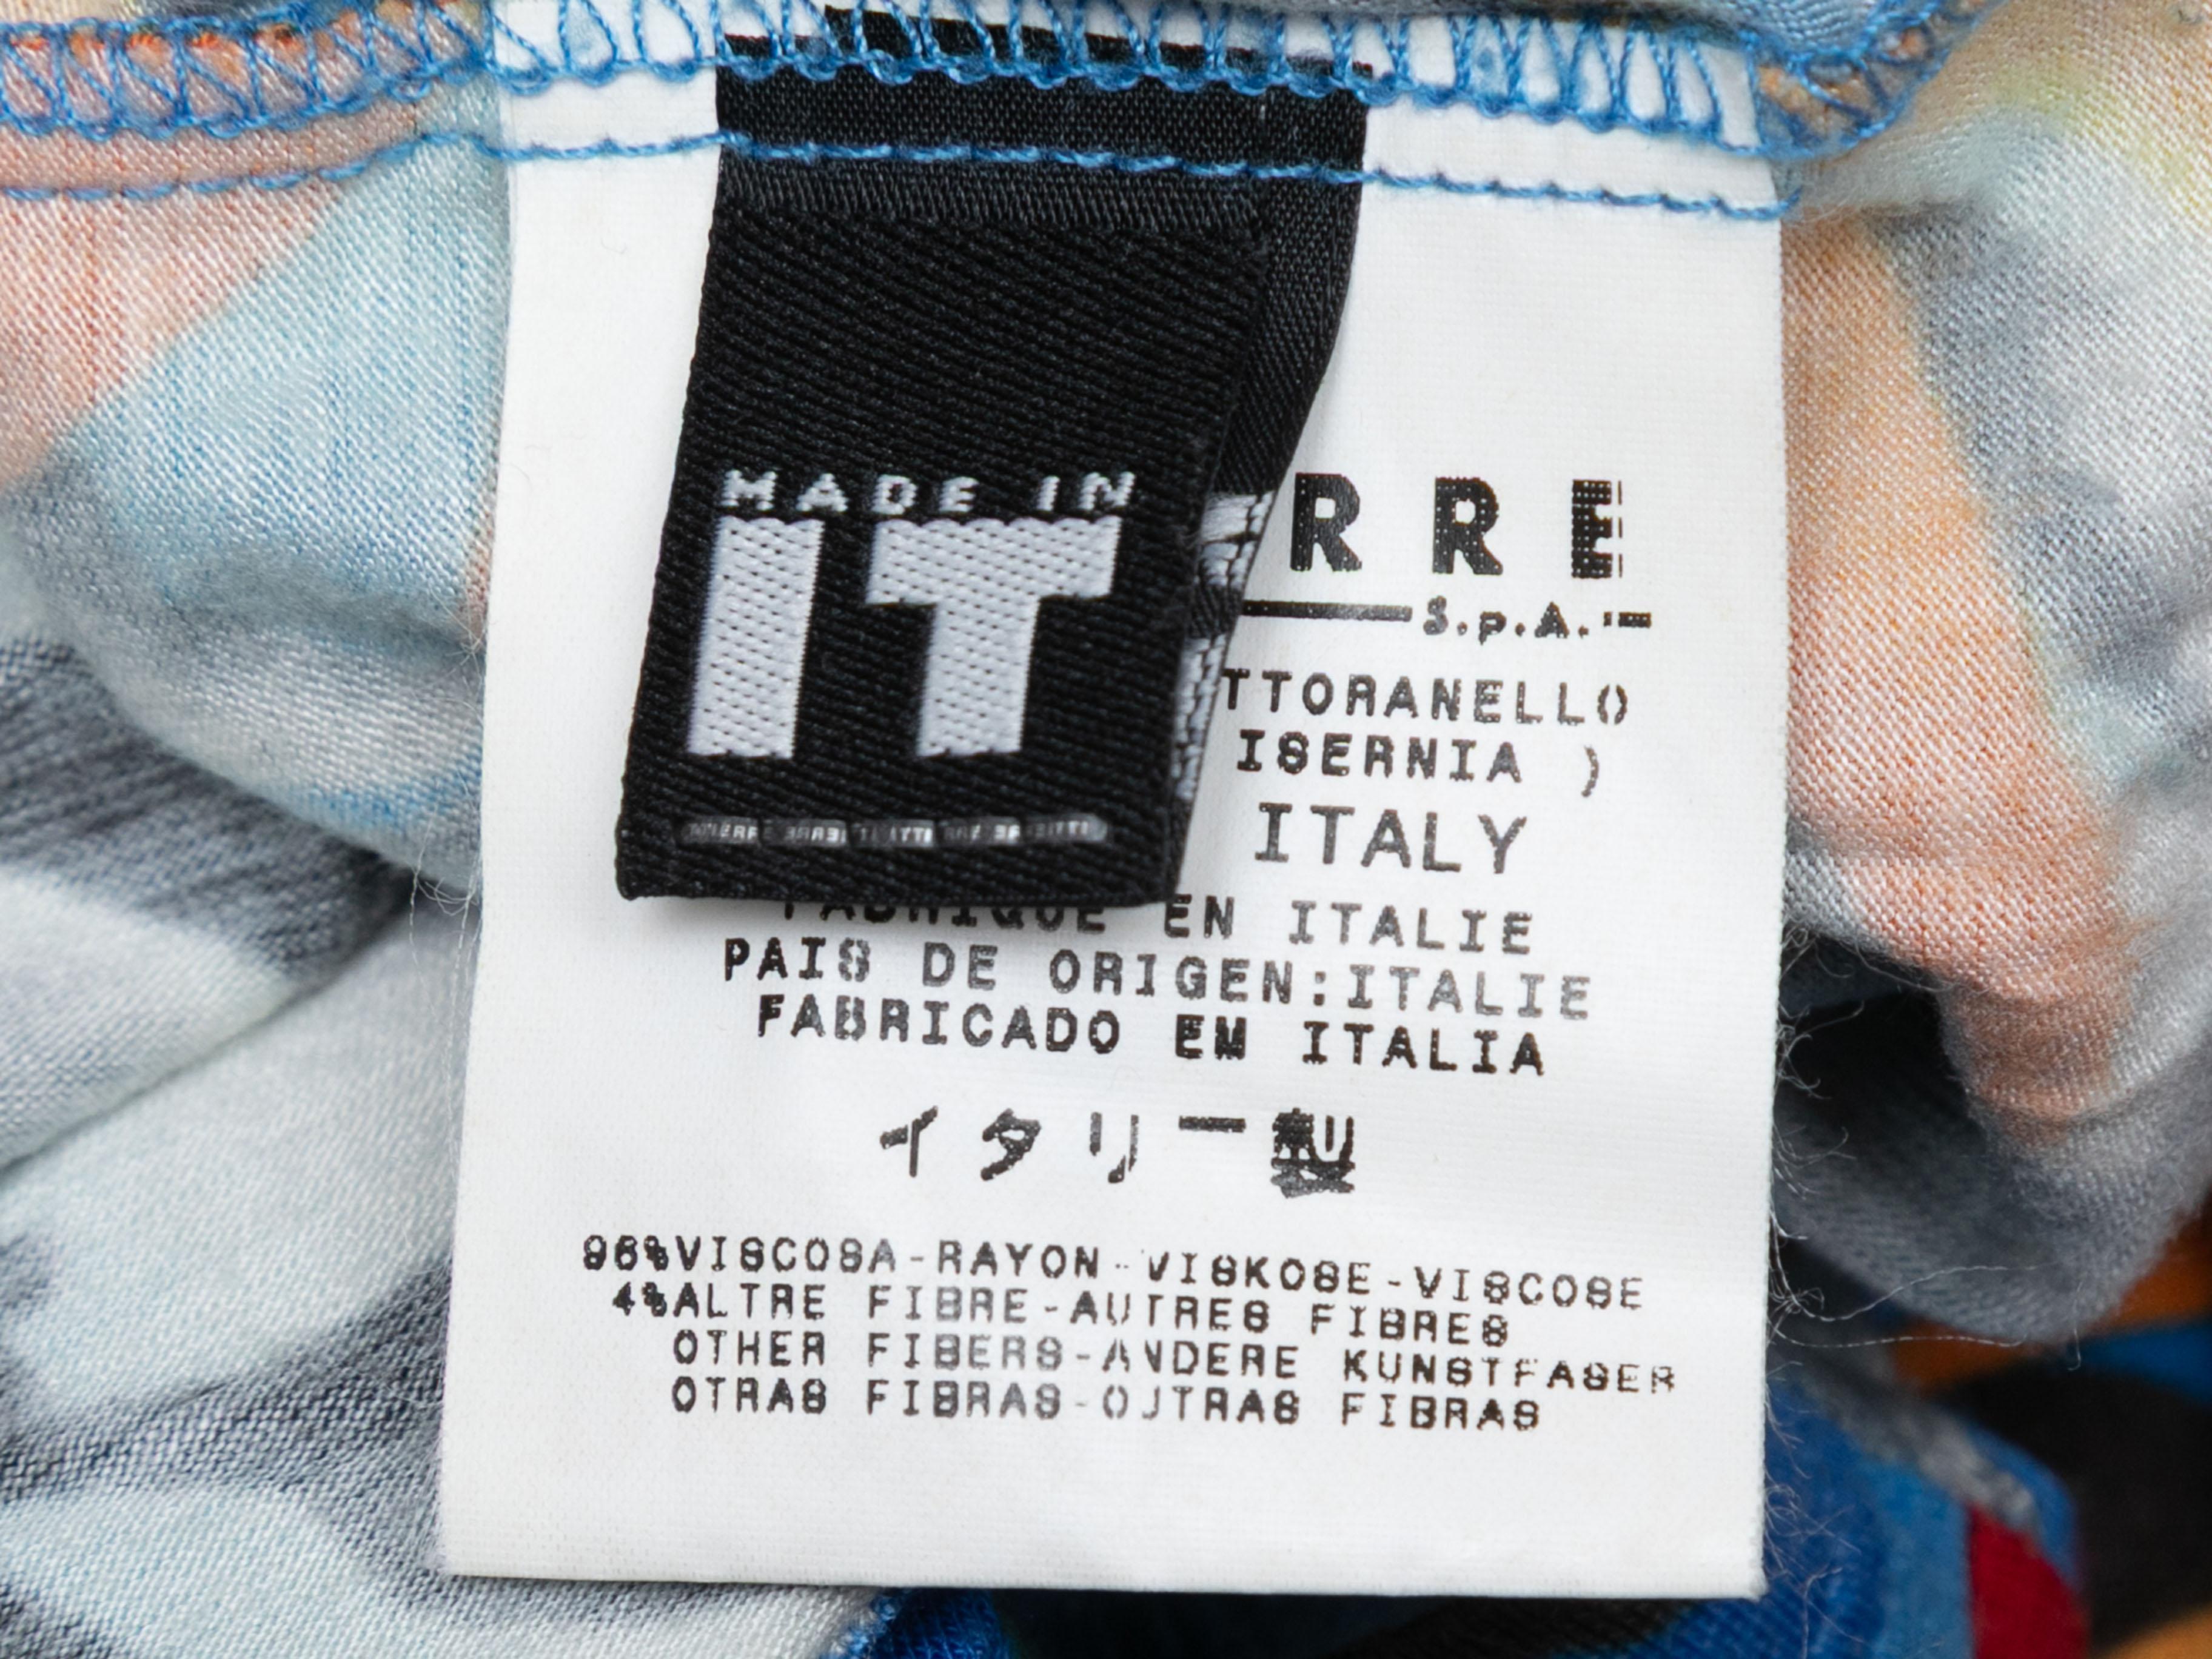 MADE IN
IT
RRE
S.p.A.
TTORANELLO
ISERNIA )
ITALY
FABRIQUE EN ITALIE
PAIS DE ORIGEN:ITALIE
FABRICADO EM ITALIA
イタリー製
96%VISCOSA-RAYON-VISKOSE-VISCOSE
4%ALTRE FIBRE-AUTRES FIBRES
OTHER FIBERS-ANDERE KUNSTFASER
OTRAS FIBRAS-OUTRAS FIBRAS